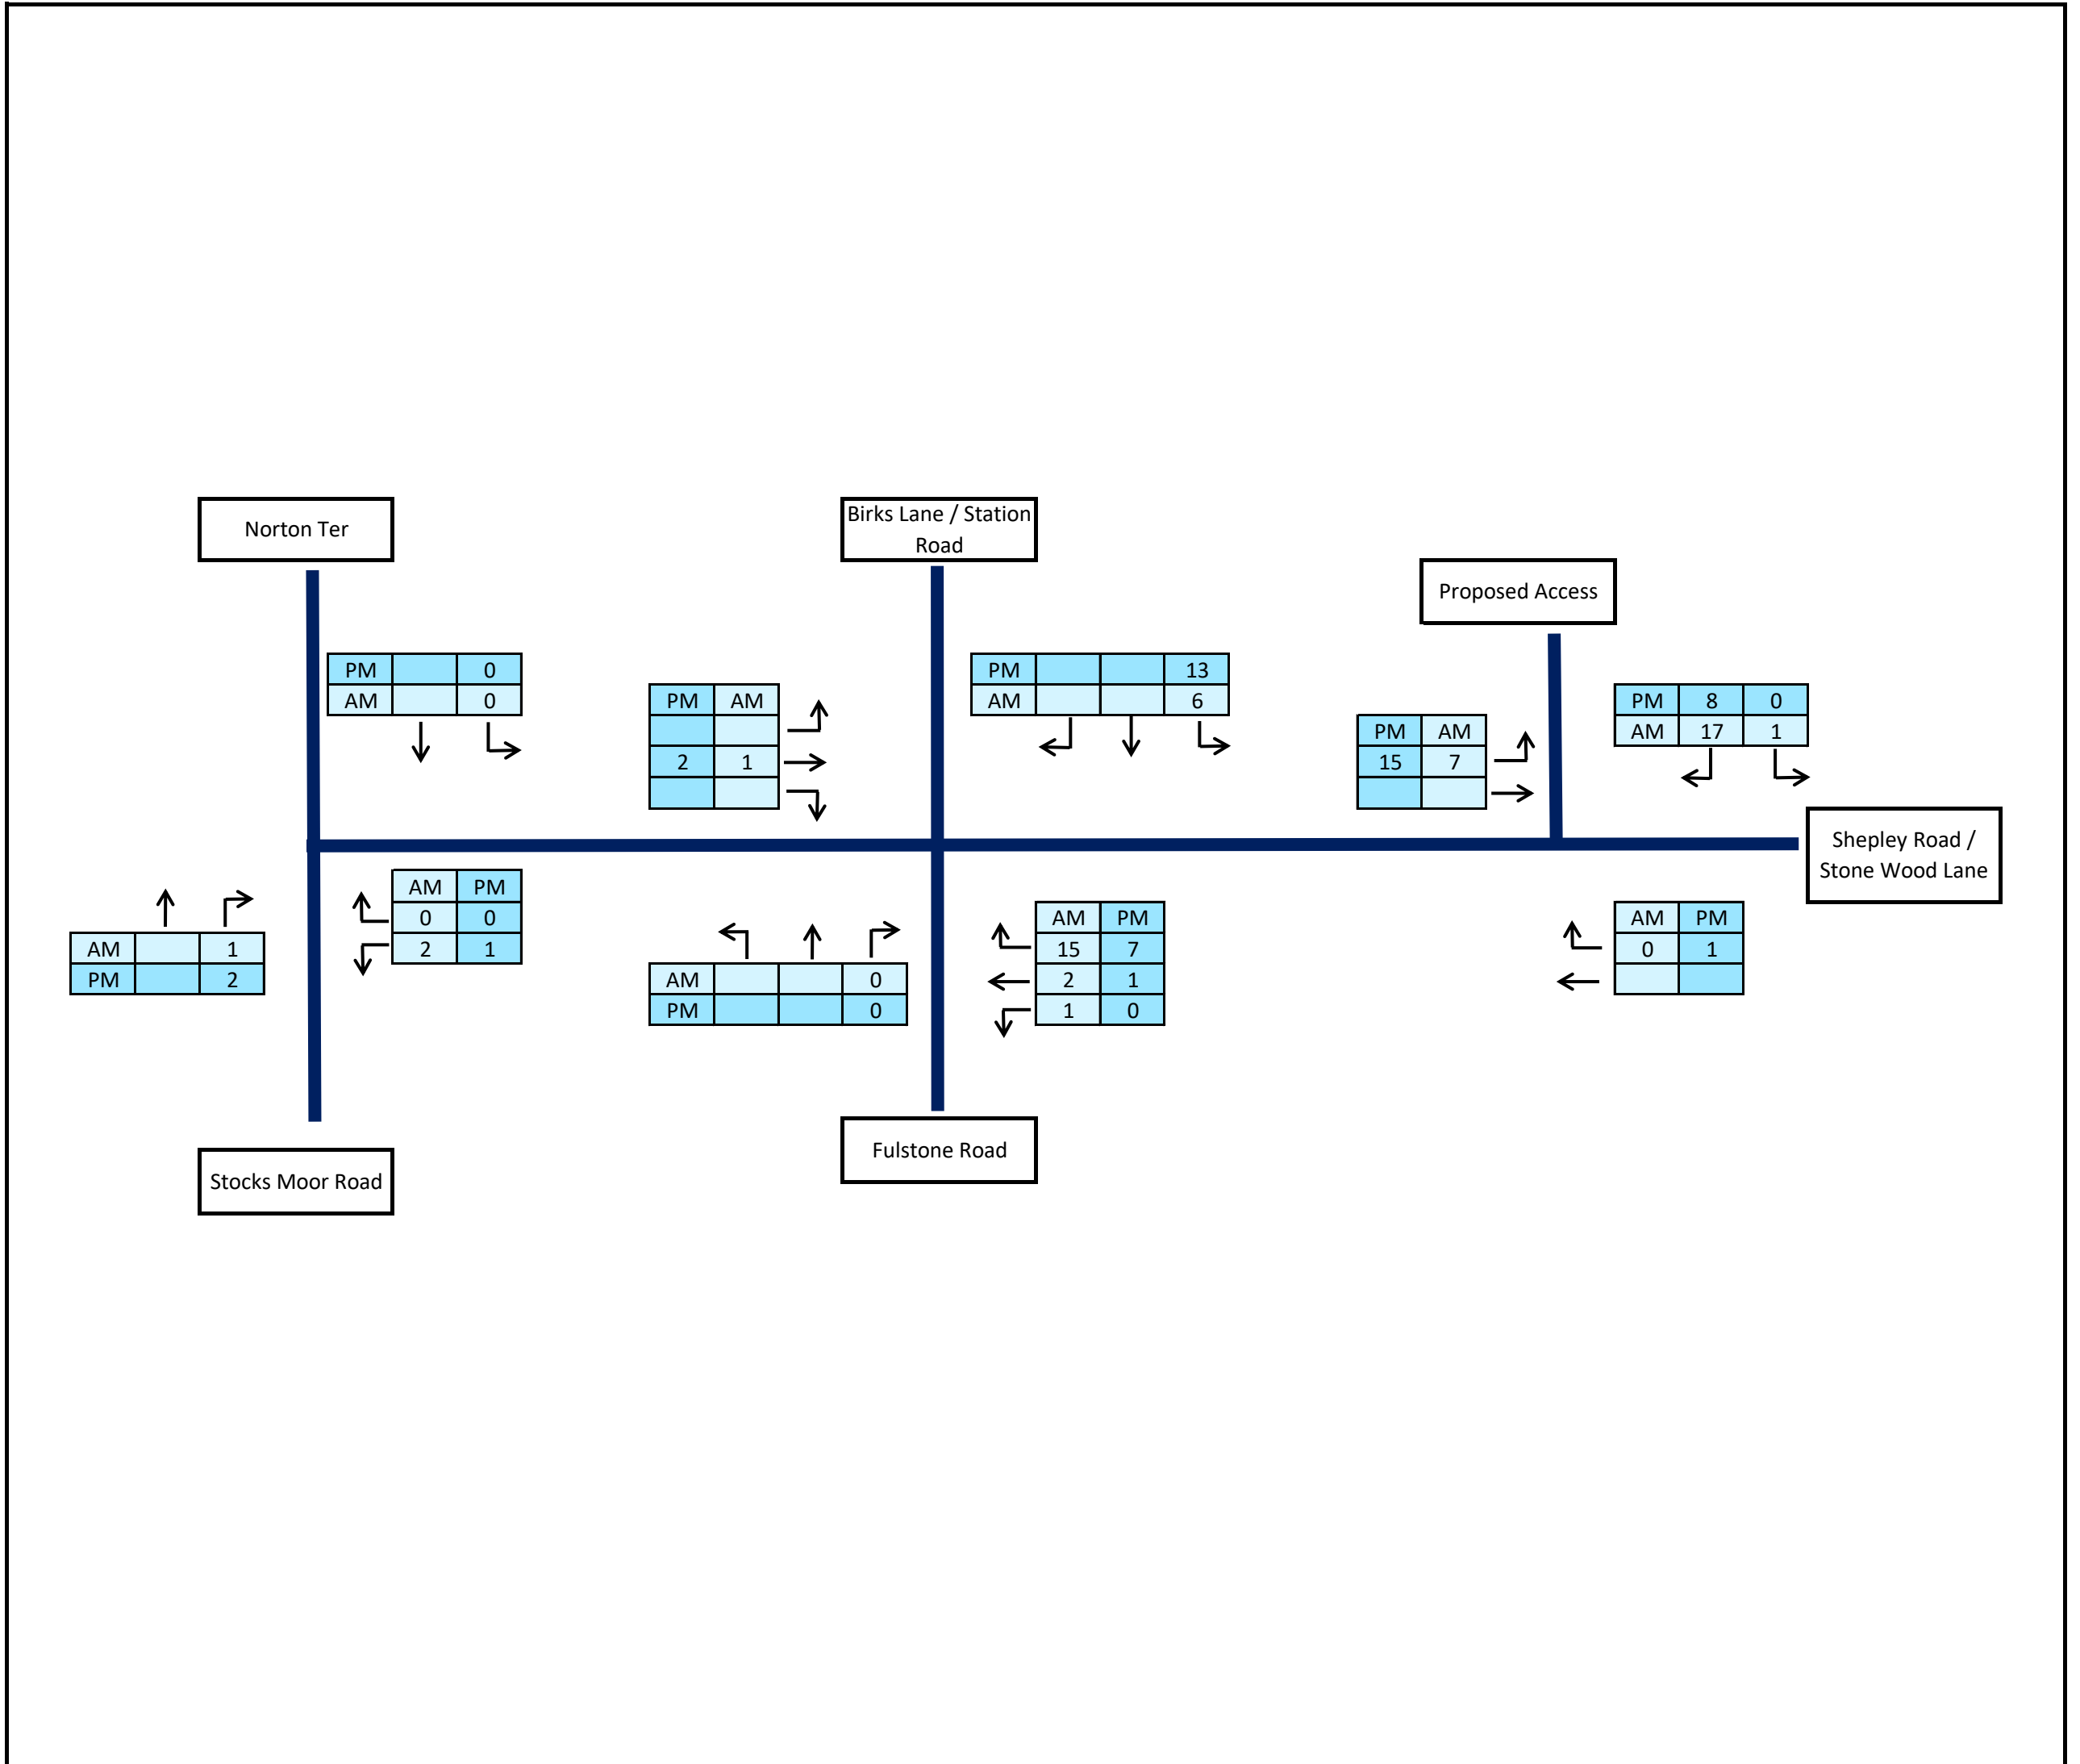 Norton Ter
Birks Lane / Station
Road
Proposed Access
PM 0
AM 0
PM AM
2 1
PM 13
AM 6
PM AM
15 7
PM 8 0
AM 17 1
Shepley Road /
Stone Wood Lane
AM 1
PM 2
AM PM
0 0
2 1
AM 0
PM 0
AM PM
15 7
2 1
1 0
AM PM
0 1
Fulstone Road
Stocks Moor Road